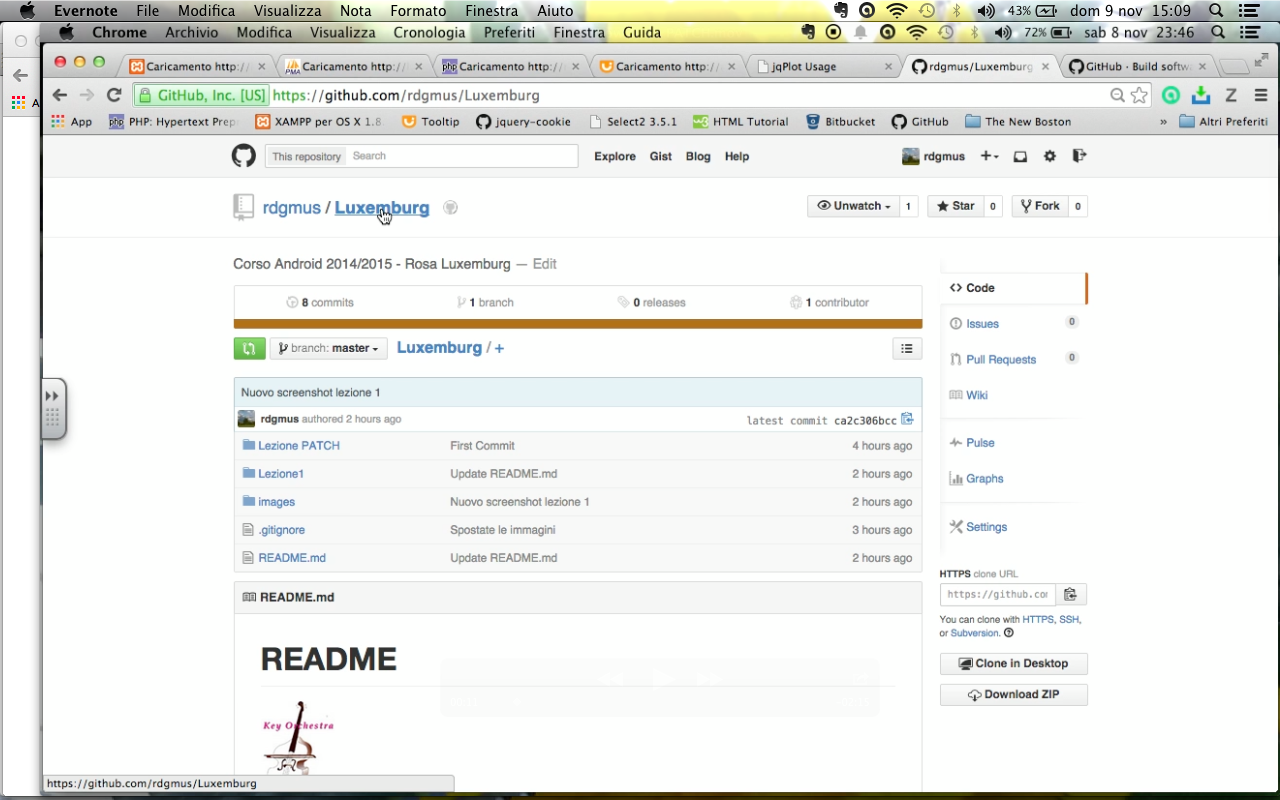 Evernote File Modifica Visualizza Nota Formato Finestra Aiuto 43% dom 9 nov 15:09
Chrome Archivio Modifica Visualizza Cronologia Preferiti Finestra Guida 72% sab 8 nov 23:46
Caricamento http:/ Caricamento http:/ Caricamento http:/ Caricamento http:/ jqPlot Usage rdgmus/Luxemburg GitHub · Build softw
GitHub, Inc. [US] https://github.com/rdgmus/Luxemburg
A App PHP: Hypertext Prep XAMPP per OS X 1.8 Tooltip jquery-cookie Select2 3.5.1 HTML Tutorial Bitbucket GitHub The New Boston » Altri Preferiti
This repository Search Explore Gist Blog Help rdgmus
rdgmus / Luxemburg Unwatch 1 Star 0 Fork 0
Corso Android 2014/2015 - Rosa Luxemburg — Edit
8 commits 1 branch 0 releases 1 contributor
branch: master Luxemburg / +
Nuovo screenshot lezione 1
rdgmus authored 2 hours ago latest commit ca2c306bcc
Lezione PATCH First Commit 4 hours ago
Lezione1 Update README.md 2 hours ago
images Nuovo screenshot lezione 1 2 hours ago
.gitignore Spostate le immagini 3 hours ago
README.md Update README.md 2 hours ago
README.md
README
Key Orchestra
Code
Issues 0
Pull Requests 0
Wiki
Pulse
Graphs
Settings
HTTPS clone URL
https://github.co
You can clone with HTTPS, SSH,
or Subversion.
Clone in Desktop
Download ZIP
https://github.com/rdgmus/Luxemburg